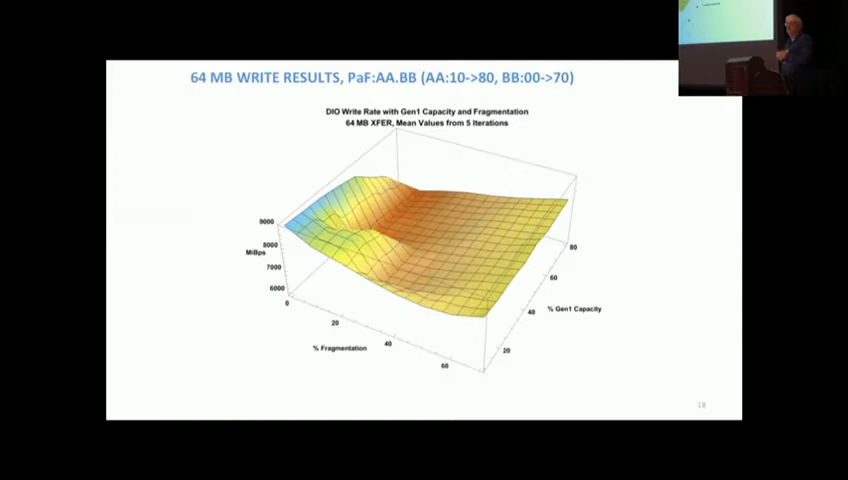 64 MB WRITE RESULTS, PaF:AA.BB (AA:10->80, BB:00->70)
DIO Write Rate with Gen1 Capacity and Fragmentation
64 MB XFER, Mean Values from 5 Iterations
9000
8000
MiBps
7000
6000
0
20
40
60
% Fragmentation
20
40
60
80
% Gen1 Capacity
18